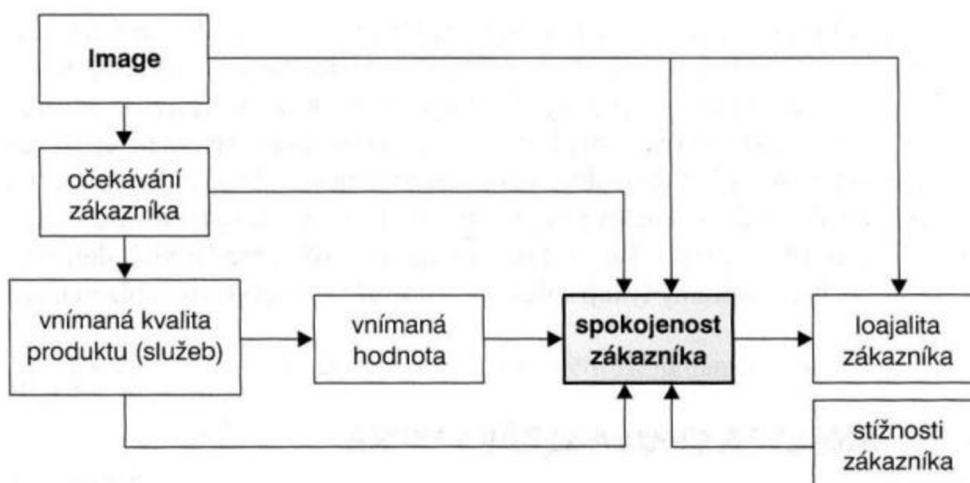 Image
očekávání
zákazníka
vnímaná kvalita
produktu (služeb)
vnímaná
hodnota
spokojenost
zákazníka
loajalita
zákazníka
stížnosti
zákazníka